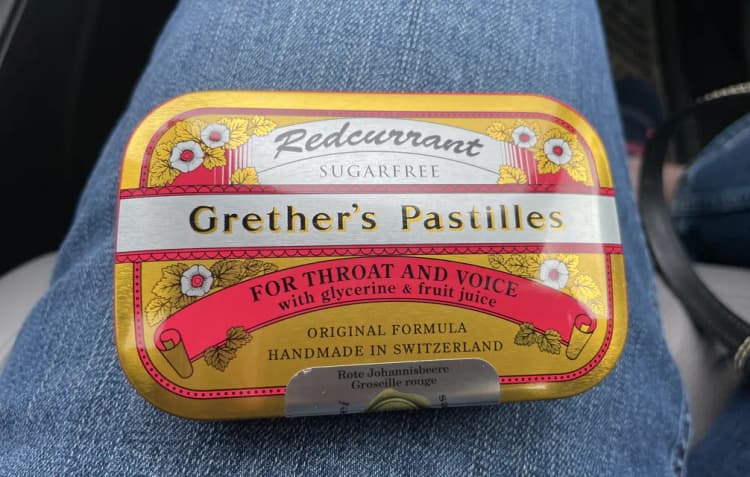 Redcurrant
SUGARFREE
Grether's Pastilles
FOR THROAT AND VOICE
with glycerine & fruit juice
ORIGINAL FORMULA
HANDMADE IN SWITZERLAND
Rote Johannisbeere
Groseille rouge